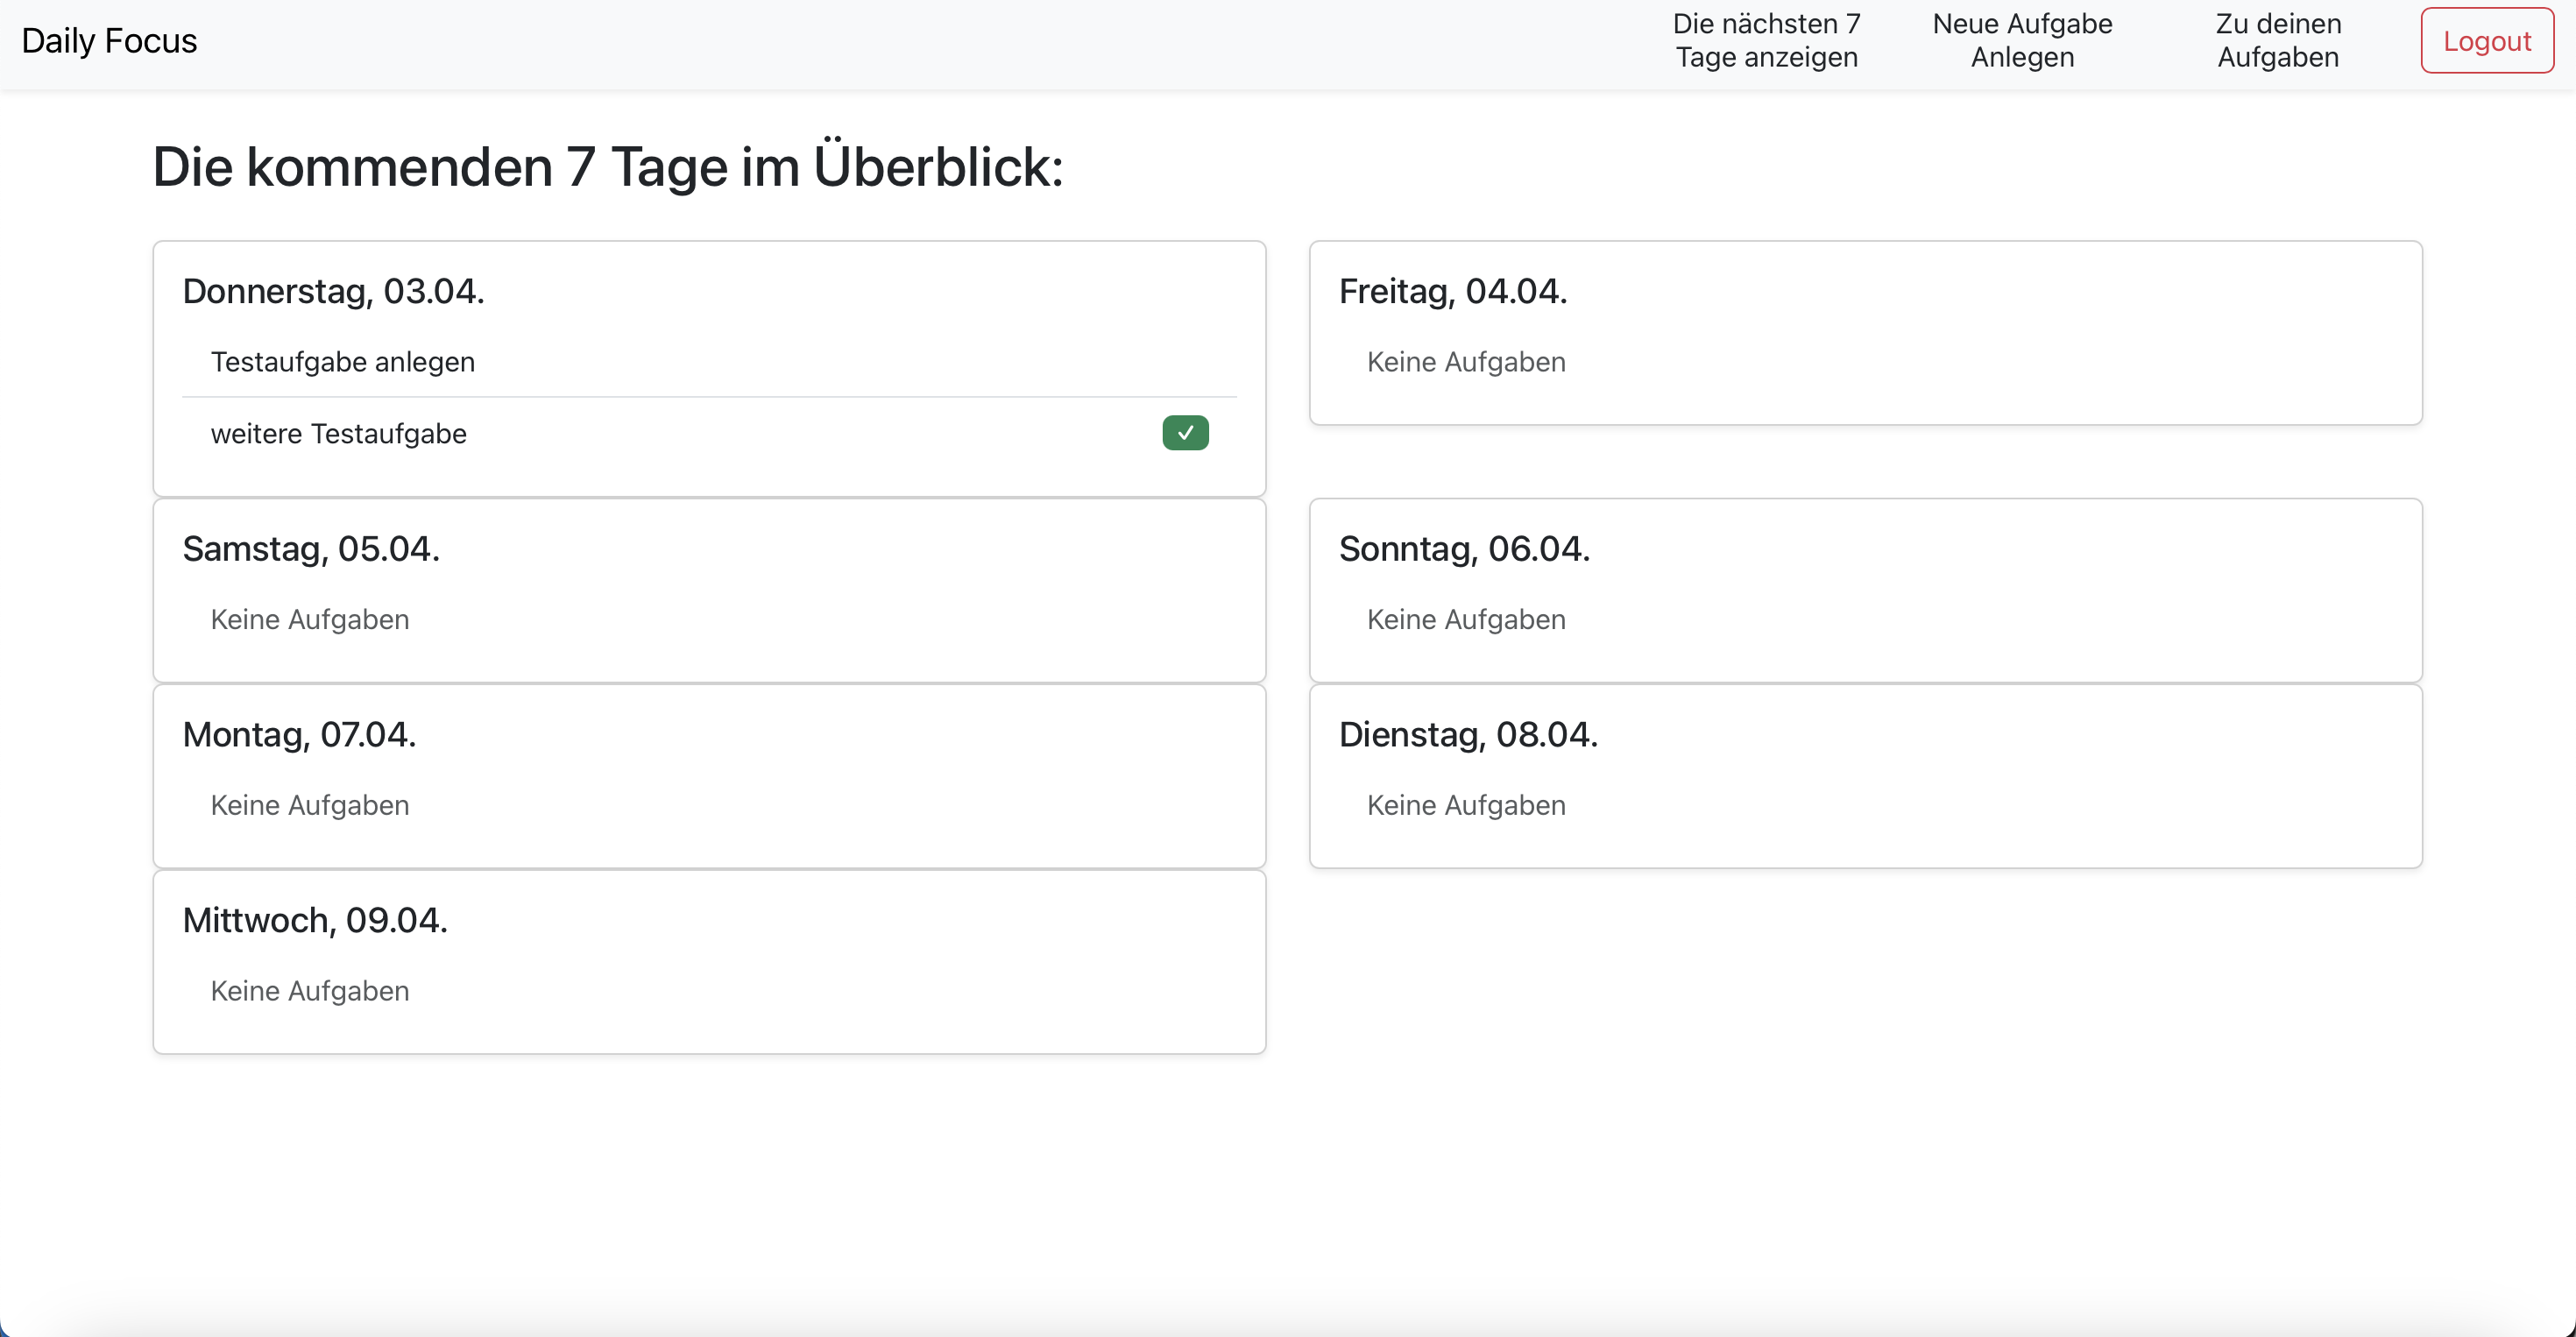 Daily Focus
Die nächsten 7
Tage anzeigen
Neue Aufgabe
Anlegen
Zu deinen
Aufgaben
Logout
Die kommenden 7 Tage im Überblick:
Donnerstag, 03.04.
Testaufgabe anlegen
weitere Testaufgabe
Freitag, 04.04.
Keine Aufgaben
Samstag, 05.04.
Keine Aufgaben
Sonntag, 06.04.
Keine Aufgaben
Montag, 07.04.
Keine Aufgaben
Dienstag, 08.04.
Keine Aufgaben
Mittwoch, 09.04.
Keine Aufgaben